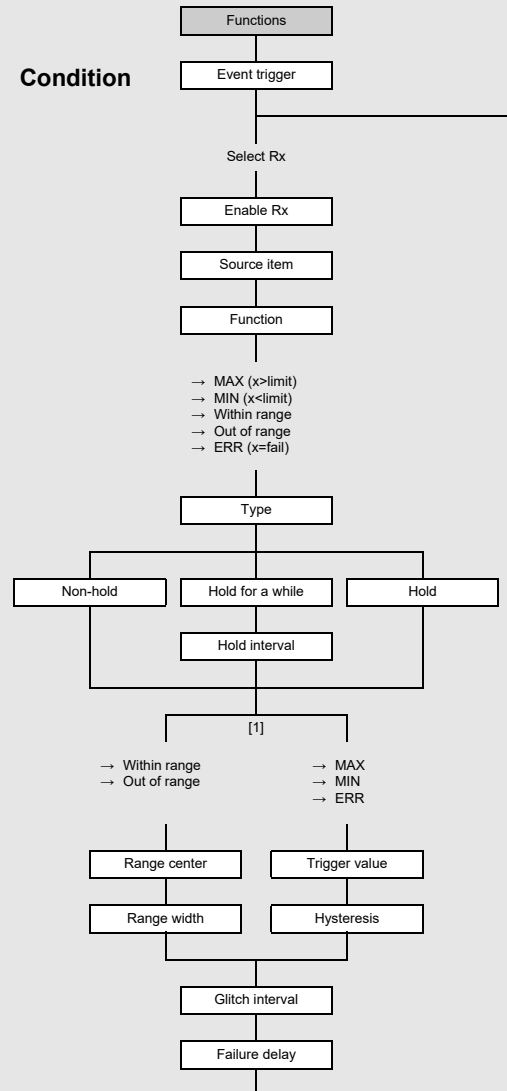 Functions
Condition
Event trigger
Select Rx
Enable Rx
Source item
Function
→ MAX (x>limit)
→ MIN (x<limit)
→ Within range
→ Out of range
→ ERR (x=fail)
Type
Non-hold
Hold for a while
Hold
Hold interval
[1]
→ Within range
→ Out of range
→ MAX
→ MIN
→ ERR
Range center
Trigger value
Range width
Hysteresis
Glitch interval
Failure delay